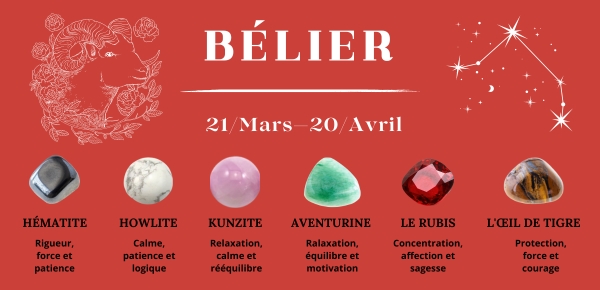 BÉLIER
21/Mars—20/Avril
HÉMATITE
Rigueur,
force et
patience
HOWLITE
Calme,
patience et
logique
KUNZITE
Relaxation,
calme et
rééquilibre
AVENTURINE
Ralaxation,
équilibre et
motivation
LE RUBIS
Concentration,
affection et
sagesse
L'ŒIL DE TIGRE
Protection,
force et
courage